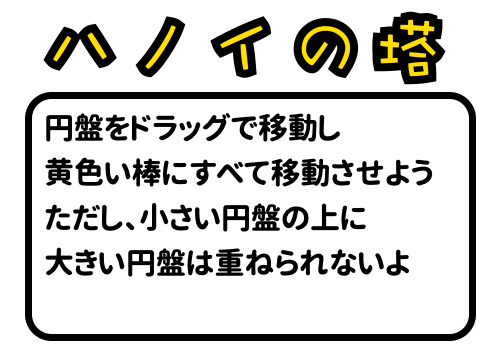 ハノイの塔
円盤をドラッグで移動し
黄色い棒にすべて移動させよう
ただし、小さい円盤の上に
大きい円盤は重ねられないよ